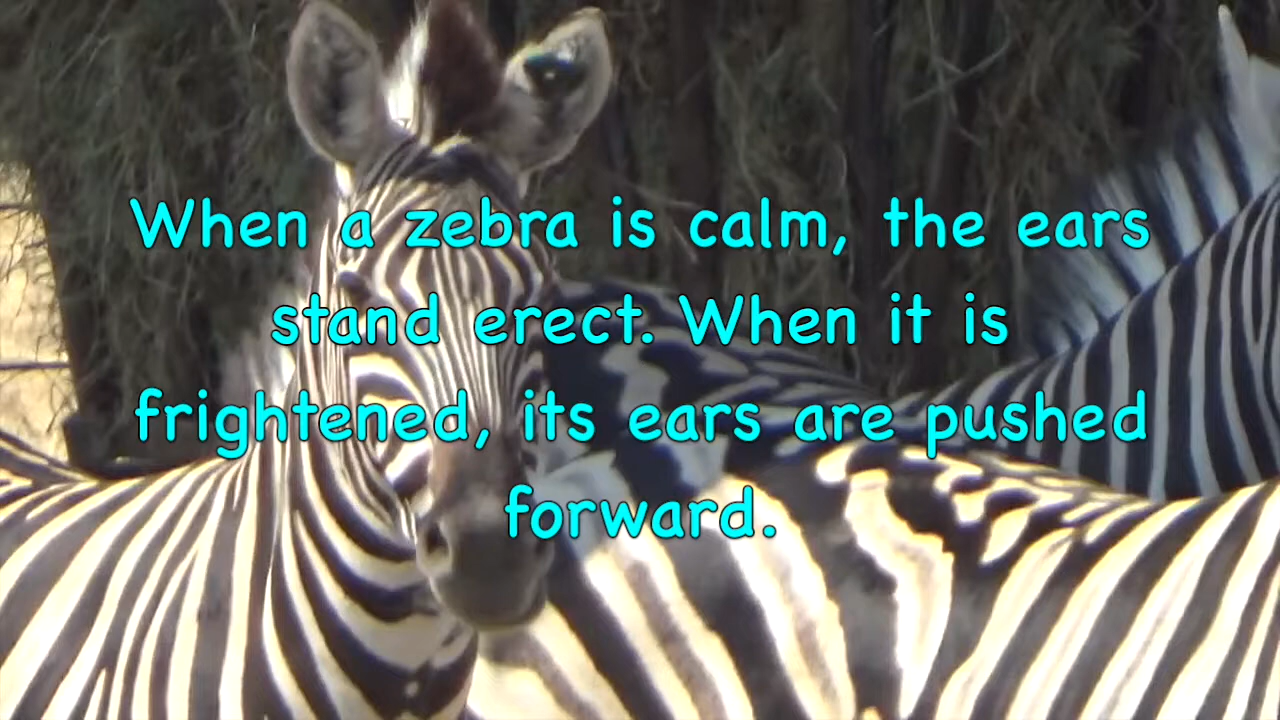 When a zebra is calm, the ears
stand erect. When it is
frightened, its ears are pushed
forward.